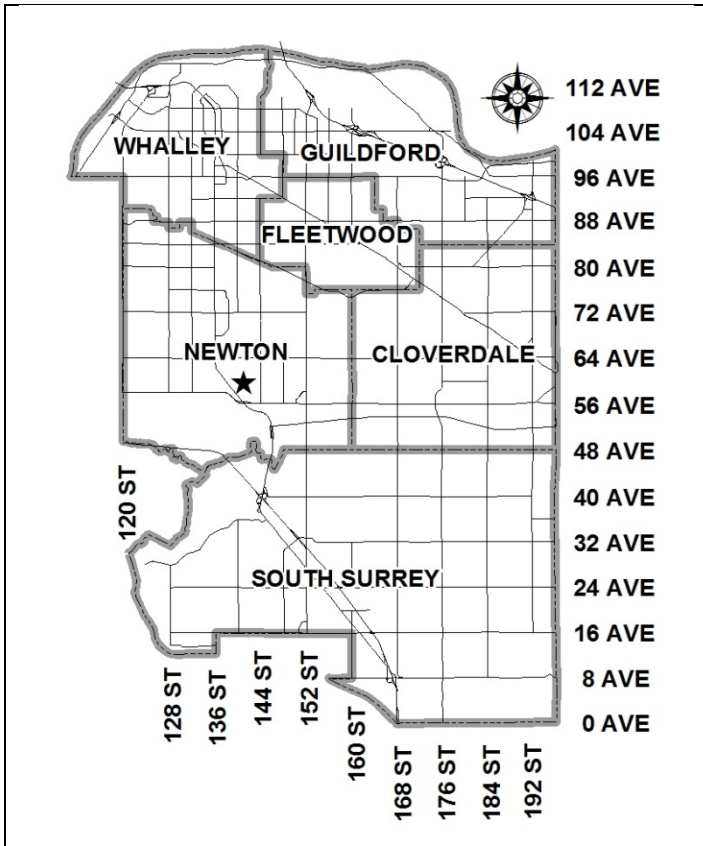 112 AVE
104 AVE
WHALLEY
GUILDFORD
96 AVE
88 AVE
FLEETWOOD
80 AVE
72 AVE
NEWTON
CLOVERDALE
64 AVE
56 AVE
48 AVE
120 ST
40 AVE
32 AVE
SOUTH SURREY
24 AVE
16 AVE
128 ST
136 ST
144 ST
152 ST
160 ST
8 AVE
0 AVE
168 ST
176 ST
184 ST
192 ST